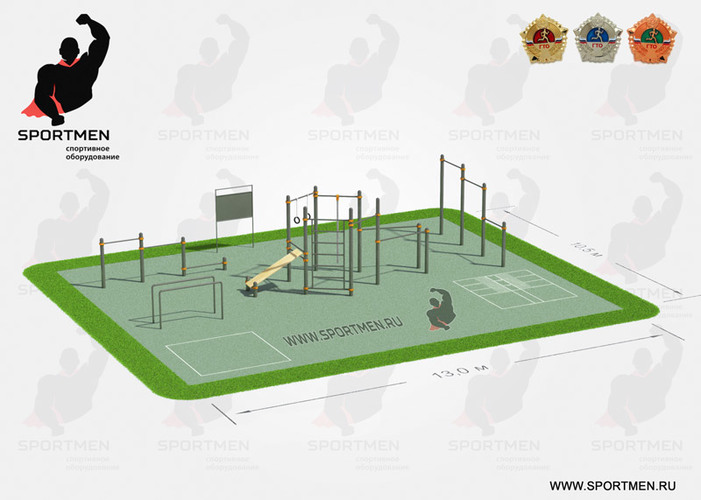 SPORTMEN
спортивное
оборудование
ГТО ГТО ГТО
10,5 м
WWW.SPORTMEN.RU
13,0 м
WWW.SPORTMEN.RU